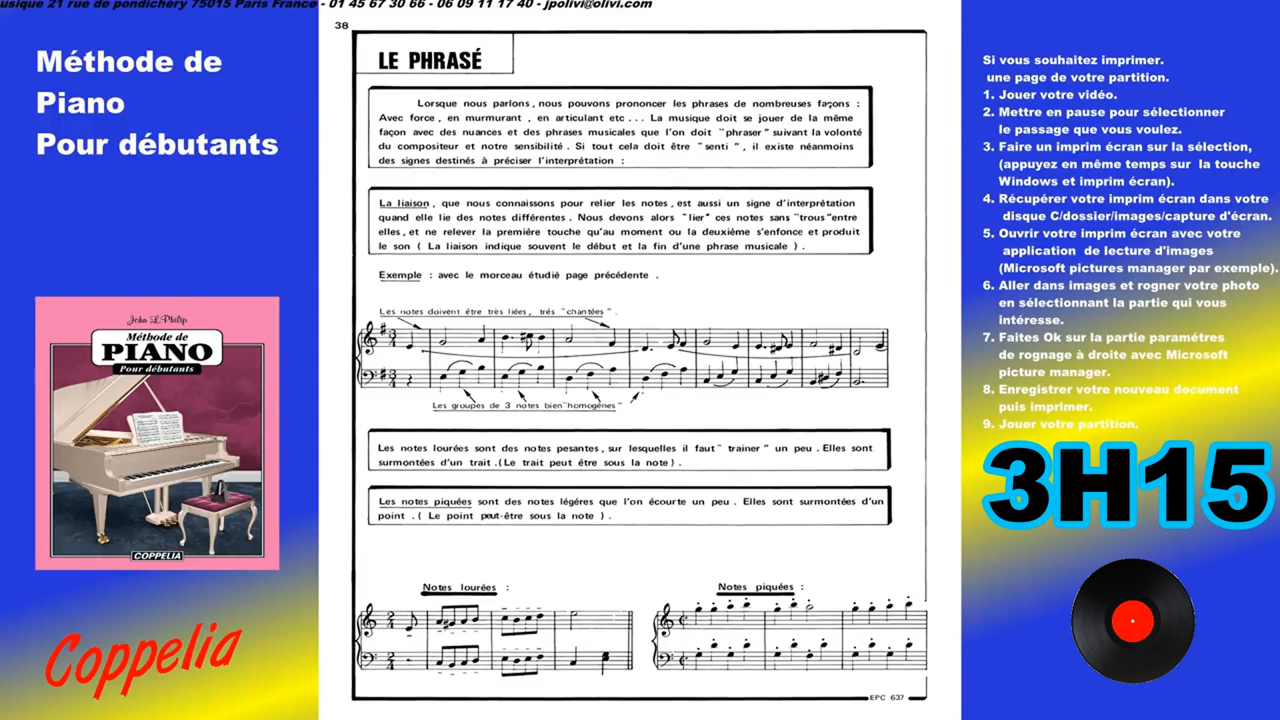 usique 21 rue de pondichéry 75015 Paris France - 01 45 67 30 66 - 06 09 11 17 40 - jpolivi@olivi.com
Méthode de
Piano
Pour débutants
John L. Philip
Méthode de
PIANO
Pour débutants
COPPELIA
Coppelia
38
LE PHRASÉ
Lorsque nous parlons, nous pouvons prononcer les phrases de nombreuses façons :
Avec force, en murmurant, en articulant etc... La musique doit se jouer de la même
façon avec des nuances et des phrases musicales que l'on doit "phraser" suivant la volonté
du compositeur et notre sensibilité. Si tout cela doit être "senti", il existe néanmoins
des signes destinés à préciser l'interprétation :
La liaison, que nous connaissons pour relier les notes, est aussi un signe d'interprétation
quand elle lie des notes différentes. Nous devons alors "lier" ces notes sans "trous" entre
elles, et ne relever la première touche qu'au moment ou la deuxième s'enfonce et produit
le son ( La liaison indique souvent le début et la fin d'une phrase musicale ) .
Exemple : avec le morceau étudié page précédente .
Les notes doivent être très liées, très "chantées" .
Les groupes de 3 notes bien "homogènes"
Les notes lourées sont des notes pesantes, sur lesquelles il faut "trainer" un peu. Elles sont
surmontées d'un trait .(Le trait peut être sous la note) .
Les notes piquées sont des notes légéres que l'on écourte un peu . Elles sont surmontées d'un
point .( Le point peut-être sous la note ) .
Notes lourées :
Notes piquées :
EPC 637
Si vous souhaitez imprimer.
une page de votre partition.
1. Jouer votre vidéo.
2. Mettre en pause pour sélectionner
le passage que vous voulez.
3. Faire un imprim écran sur la sélection,
(appuyez en même temps sur la touche
Windows et imprim écran).
4. Récupérer votre imprim écran dans votre
disque C/dossier/images/capture d'écran.
5. Ouvrir votre imprim écran avec votre
application de lecture d'images
(Microsoft pictures manager par exemple).
6. Aller dans images et rogner votre photo
en sélectionnant la partie qui vous
intéresse.
7. Faites Ok sur la partie paramétres
de rognage à droite avec Microsoft
picture manager.
8. Enregistrer votre nouveau document
puis imprimer.
9. Jouer votre partition.
3H15